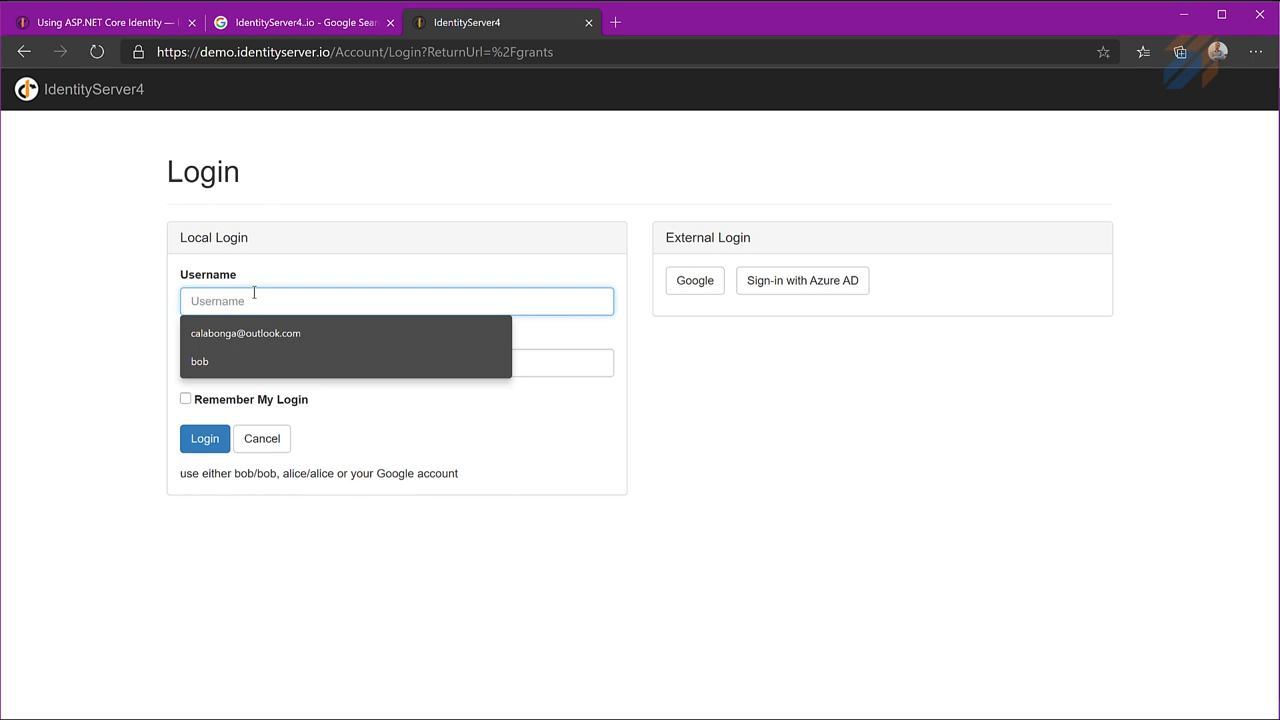 Using ASP.NET Core Identity —
IdentityServer4..io - Google Sear
IdentityServer4
https://demo.identityserver.io/Account/Login?ReturnUrl=%2Fgrants
IdentityServer4
Login
Local Login
Username
Username
calabonga@outlook.com
bob
Remember My Login
Login Cancel
use either bob/bob, alice/alice or your Google account
External Login
Google Sign-in with Azure AD